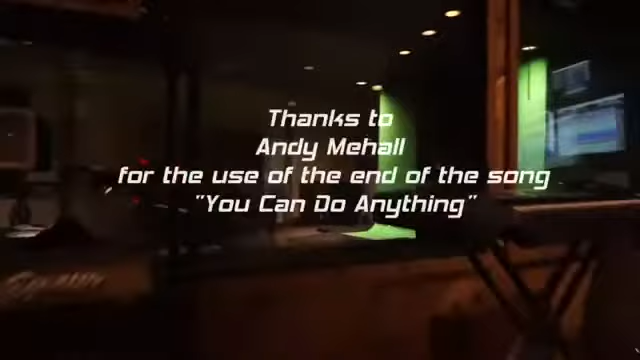 Thanks to
Andy Mehall
for the use of the end of the song
"You Can Do Anything"